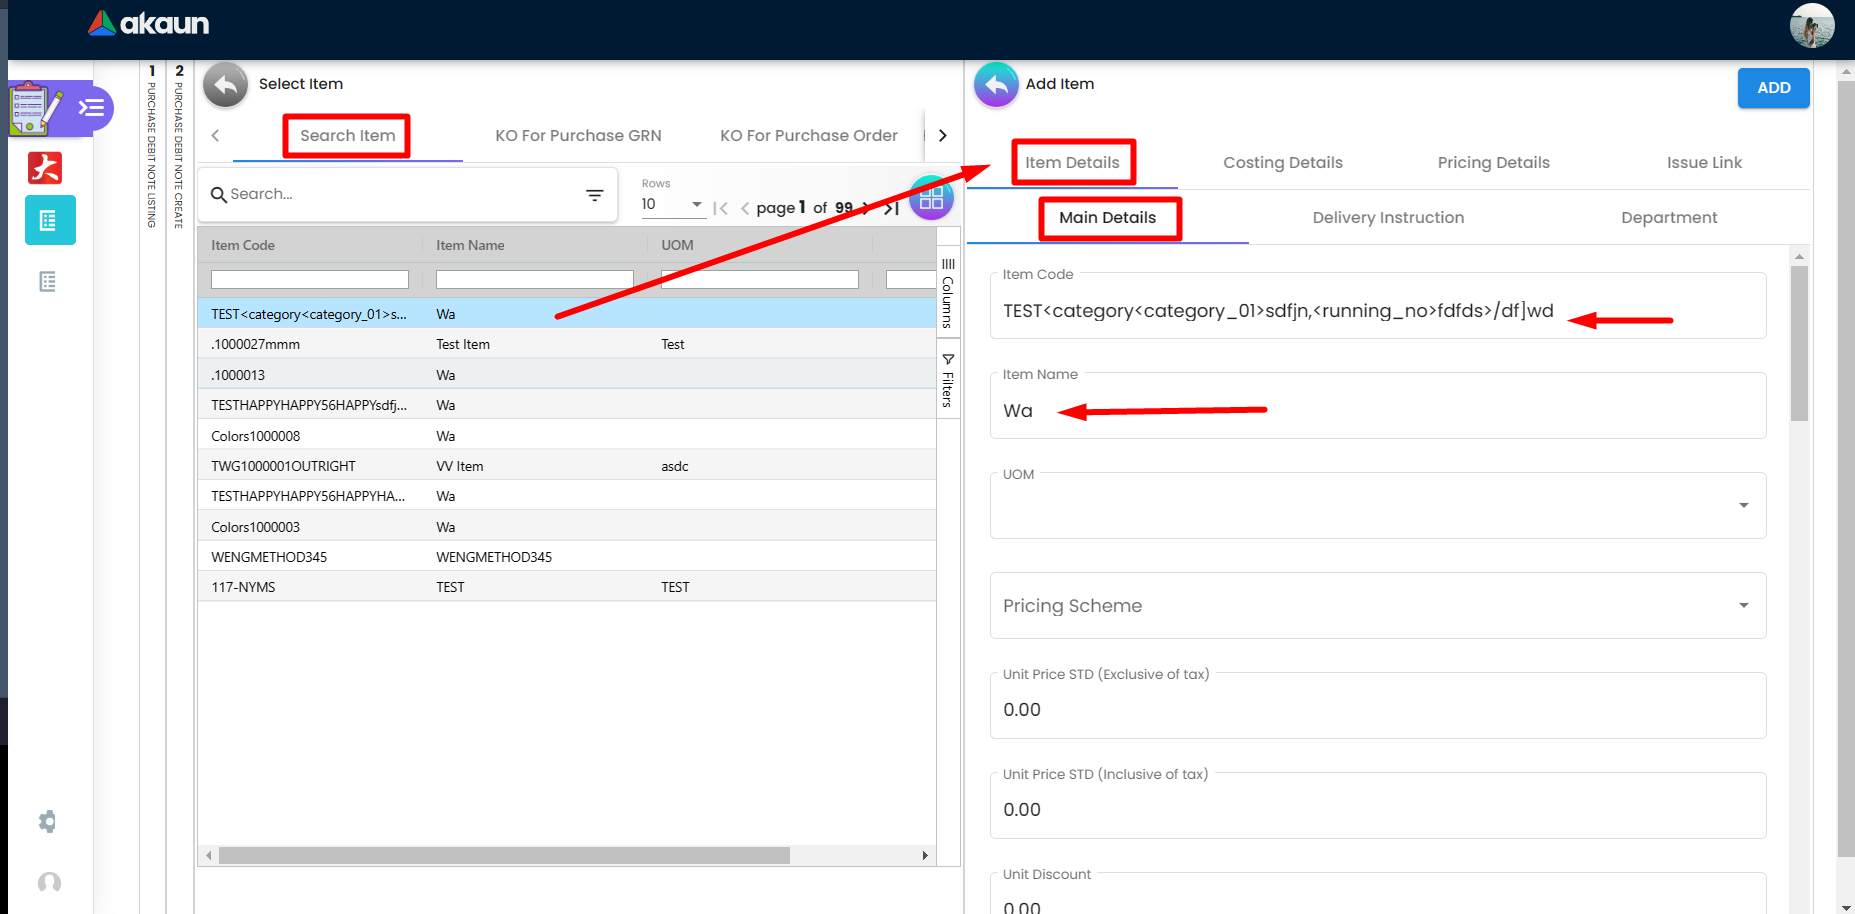 akaun
1 PURCHASE DEBIT NOTE LISTING
2 PURCHASE DEBIT NOTE CREATE
Select Item
Search Item KO For Purchase GRN KO For Purchase Order
Search...
Rows
10
page 1 of 99
Item Code Item Name UOM
TEST<category<category_01>s... Wa
.1000027mmm Test Item Test
.1000013 Wa
TESTHAPPYHAPPY56HAPPYsdfj... Wa
Colors1000008 Wa
TWG1000001OUTRIGHT VV Item asdc
TESTHAPPYHAPPY56HAPPYHA... Wa
Colors1000003 Wa
WENGMETHOD345 WENGMETHOD345
117-NYMS TEST TEST
Columns
Filters
Add Item
ADD
Item Details Costing Details Pricing Details Issue Link
Main Details Delivery Instruction Department
Item Code
TEST<category<category_01>sdfjn,<running_no>fdfds>/df]wd
Item Name
Wa
UOM
Pricing Scheme
Unit Price STD (Exclusive of tax)
0.00
Unit Price STD (Inclusive of tax)
0.00
Unit Discount
0.00